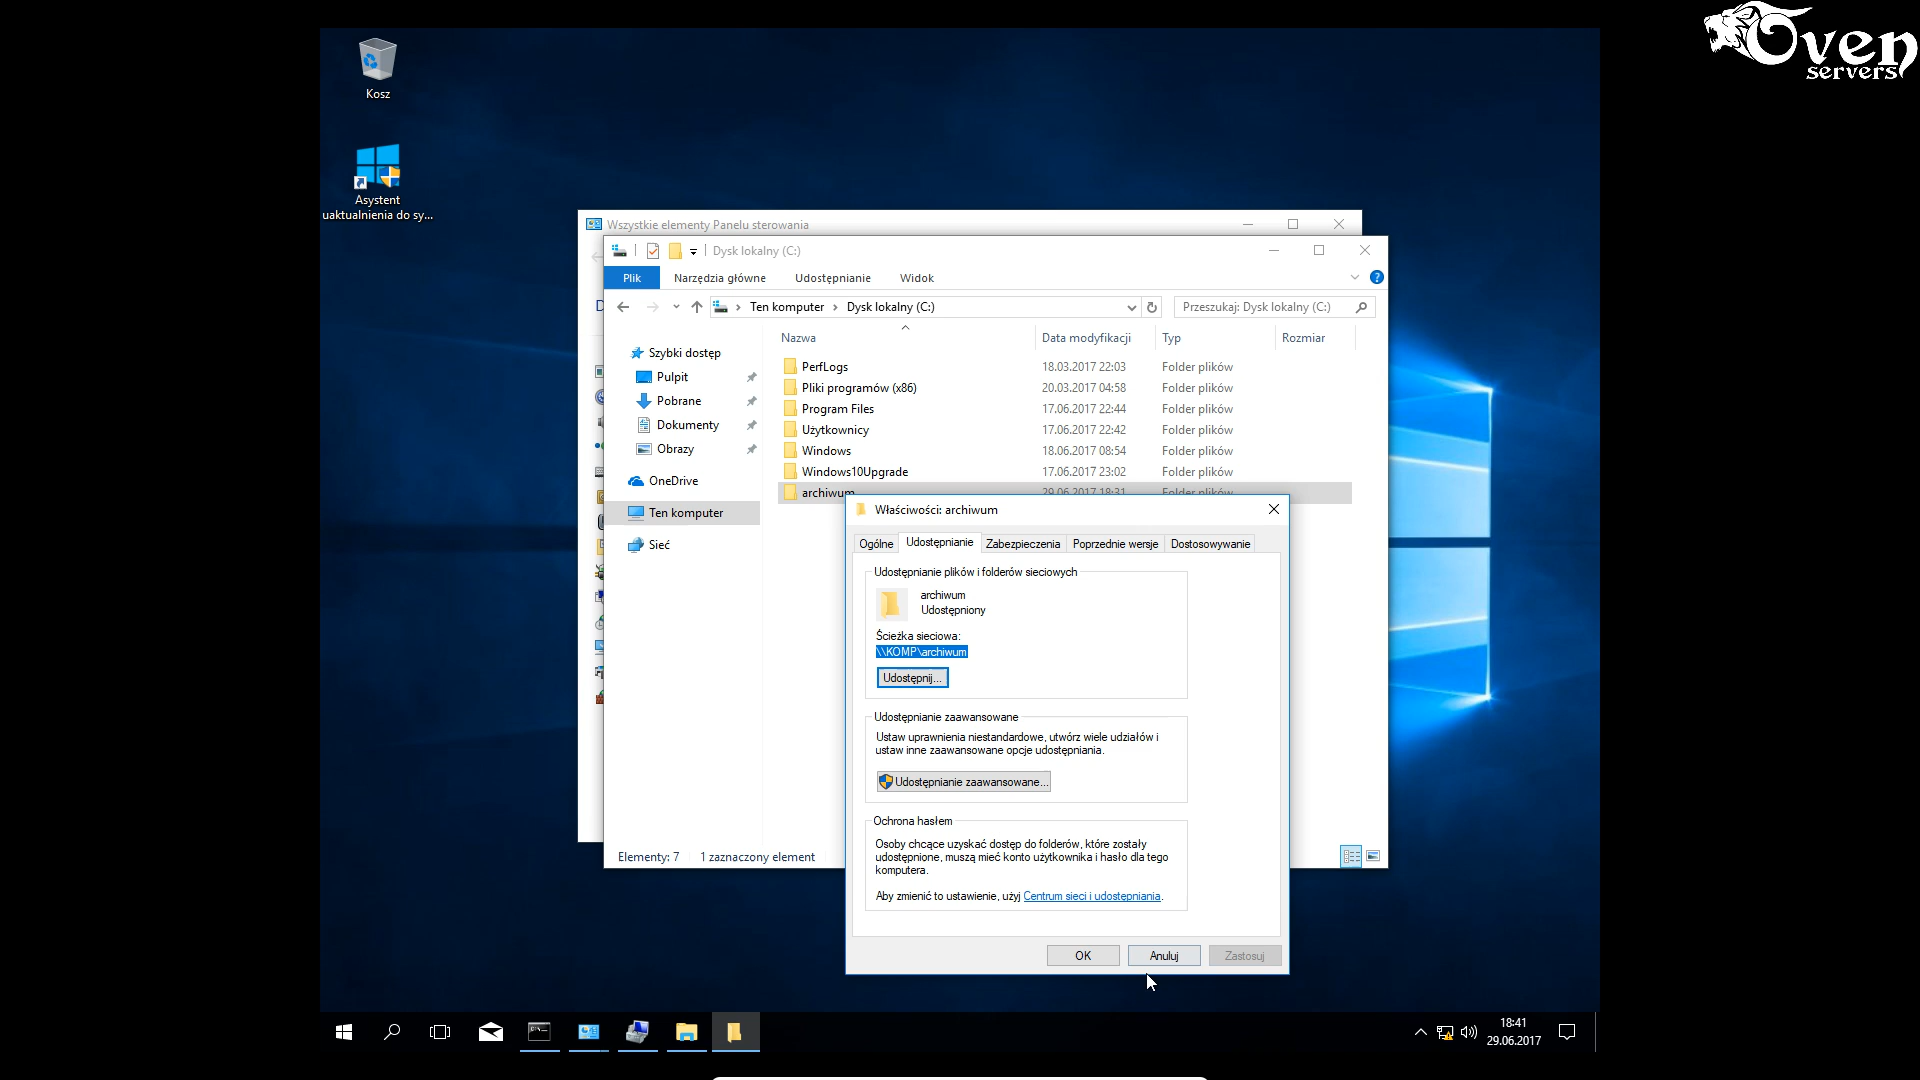 Oven
servers
Kosz
Asystent
uaktualnienia do sy...
Wszystkie elementy Panelu sterowania
Dysk lokalny (C:)
Plik
Narzędzia główne
Udostępnianie
Widok
Ten komputer
Dysk lokalny (C:)
Przeszukaj: Dysk lokalny (C:)
Szybki dostęp
Pulpit
Pobrane
Dokumenty
Obrazy
OneDrive
Ten komputer
Sieć
Nazwa Data modyfikacji Typ Rozmiar
PerfLogs 18.03.2017 22:03 Folder plików
Pliki programów (x86) 20.03.2017 04:58 Folder plików
Program Files 17.06.2017 22:44 Folder plików
Użytkownicy 17.06.2017 22:42 Folder plików
Windows 18.06.2017 08:54 Folder plików
Windows10Upgrade 17.06.2017 23:02 Folder plików
archiwum 29.06.2017 18:31 Folder plików
Elementy: 7 1 zaznaczony element
Właściwości: archiwum
Ogólne Udostępnianie Zabezpieczenia Poprzednie wersje Dostosowywanie
Udostępnianie plików i folderów sieciowych
archiwum
Udostępniony
Ścieżka sieciowa:
\\KOMP\archiwum
Udostępnij...
Udostępnianie zaawansowane
Ustaw uprawnienia niestandardowe, utwórz wiele udziałów i
ustaw inne zaawansowane opcje udostępniania.
Udostępnianie zaawansowane...
Ochrona hasłem
Osoby chcące uzyskać dostęp do folderów, które zostały
udostępnione, muszą mieć konto użytkownika i hasło dla tego
komputera.
Aby zmienić to ustawienie, użyj Centrum sieci i udostępniania.
OK Anuluj Zastosuj
18:41
29.06.2017